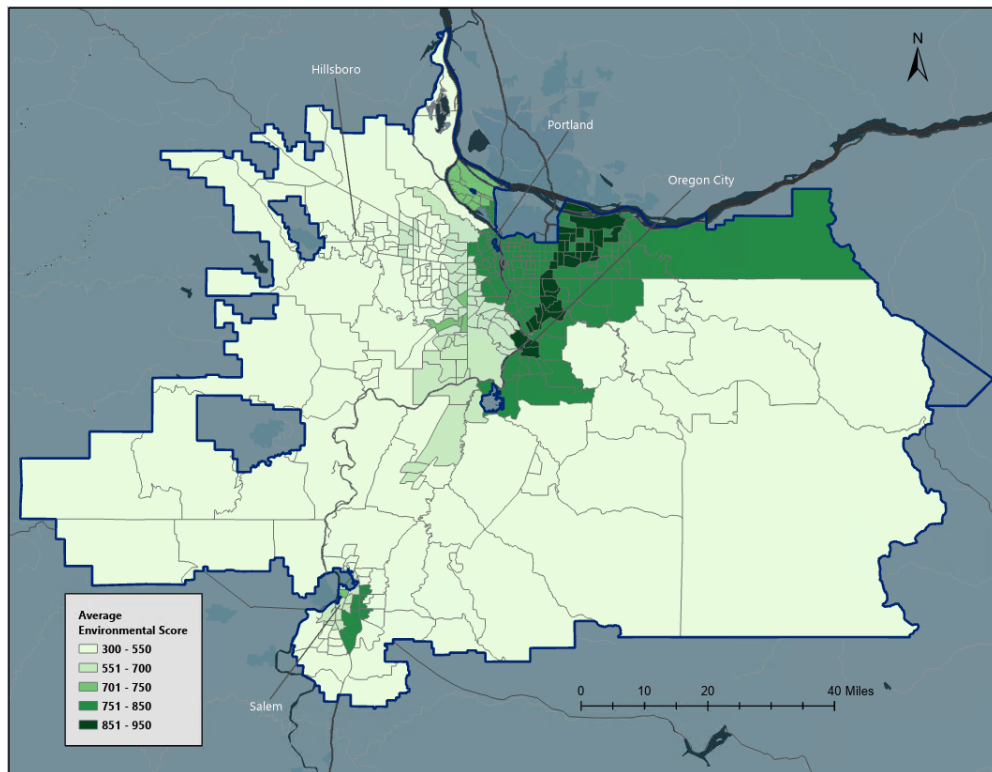 N
Hillsboro
Portland
Oregon City
Average
Environmental Score
300 - 550
551 - 700
701 - 750
751 - 850
851 - 950
Salem
0 10 20 40 Miles